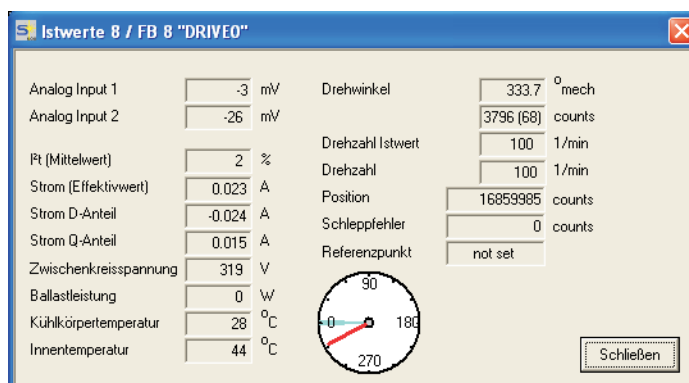 Istwerte 8 / FB 8 "DRIVE0"
Analog Input 1 -3 mV
Analog Input 2 -26 mV
I²t (Mittelwert) 2 %
Strom (Effektivwert) 0.023 A
Strom D-Anteil -0.024 A
Strom Q-Anteil 0.015 A
Zwischenkreisspannung 319 V
Ballastleistung 0 W
Kühlkörpertemperatur 28 °C
Innentemperatur 44 °C
Drehwinkel 333.7 °mech
3796 (68) counts
Drehzahl Istwert 100 1/min
Drehzahl 100 1/min
Position 16859985 counts
Schleppfehler 0 counts
Referenzpunkt not set
90
0 180
270
Schließen